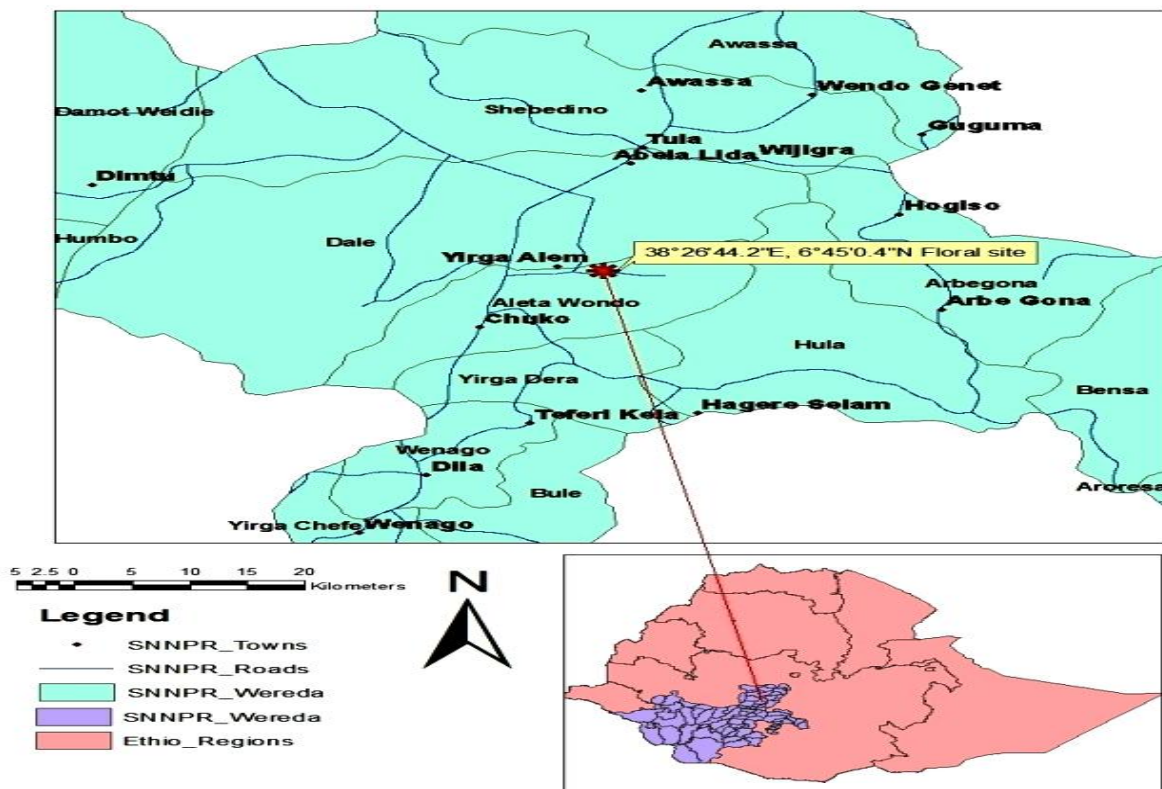 Awassa
Awassa
Wendo Genet
Damot Weidie
Shebedino
Guguma
Tula
Abela Lida
Wijigra
Dimtu
Hogiso
Humbo
Dale
Yirga Alem
38°26'44.2"E, 6°45'0.4"N Floral site
Arbegona
Arbe Gona
Aleta Wondo
Chuko
Hula
Yirga Dera
Bensa
Teferi Kela
Hagere Selam
Wenago
Dila
Bule
Aroresa
Yirga Chefe
Wenago
5 2.5 0 5 10 15 20
Kilometers
N
Legend
SNNPR_Towns
SNNPR_Roads
SNNPR_Wereda
SNNPR_Wereda
Ethio_Regions